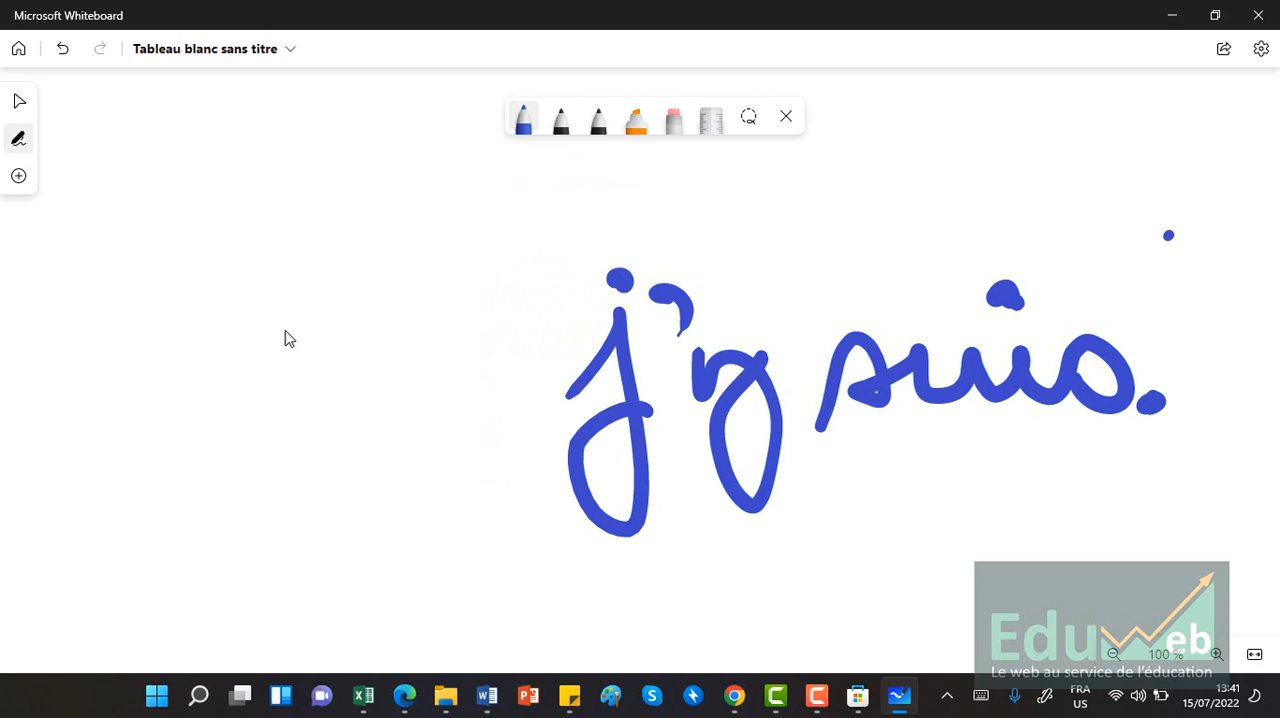 Microsoft Whiteboard
Tableau blanc sans titre
j'y suis.
Eduweb
Le web au service de l'éducation
100 %
FRA
US
13:41
15/07/2022